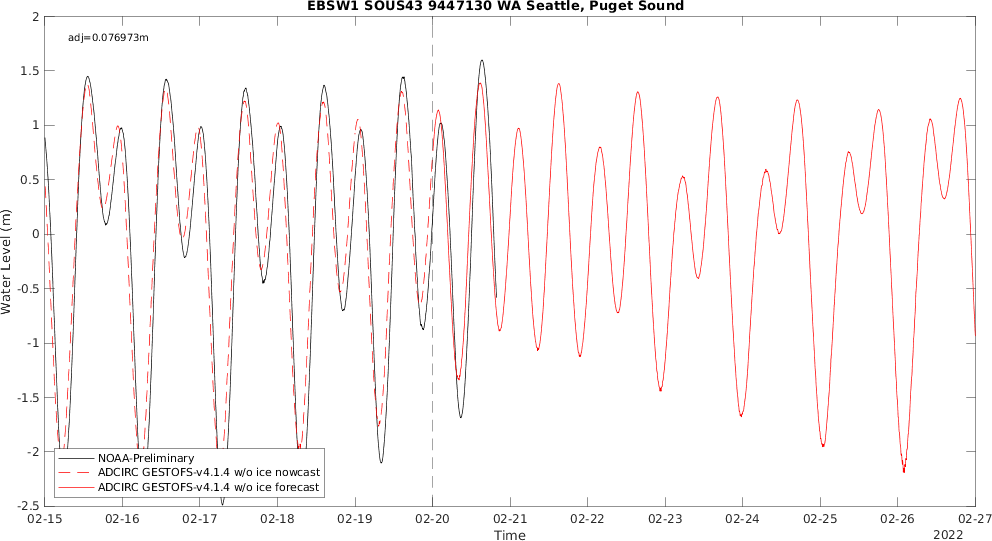 EBSW1 SOUS43 9447130 WA Seattle, Puget Sound
adj=0.076973m
Water Level (m)
2
1.5
1
0.5
0
-0.5
-1
-1.5
-2
-2.5
NOAA-Preliminary
ADCIRC GESTOFS-v4.1.4 w/o ice nowcast
ADCIRC GESTOFS-v4.1.4 w/o ice forecast
02-15 02-16 02-17 02-18 02-19 02-20 02-21 02-22 02-23 02-24 02-25 02-26 02-27
Time
2022